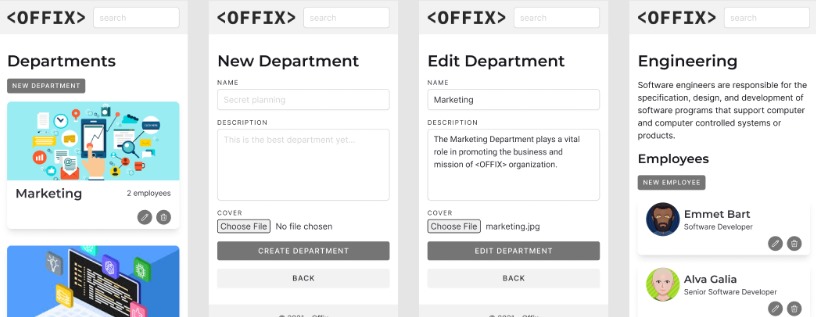 <OFFIX>
search
Departments
NEW DEPARTMENT
Marketing
2 employees
<OFFIX>
search
New Department
NAME
Secret planning
DESCRIPTION
This is the best department yet...
COVER
Choose File No file chosen
CREATE DEPARTMENT
BACK
<OFFIX>
search
Edit Department
NAME
Marketing
DESCRIPTION
The Marketing Department plays a vital
role in promoting the business and
mission of <OFFIX> organization.
COVER
Choose File marketing.jpg
EDIT DEPARTMENT
BACK
<OFFIX>
search
Engineering
Software engineers are responsible for the
specification, design, and development of
software programs that support computer
and computer controlled systems or
products.
Employees
NEW EMPLOYEE
Emmet Bart
Software Developer
Alva Galia
Senior Software Developer